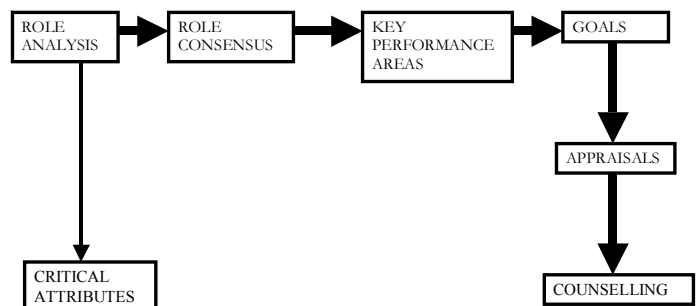 ROLE
ANALYSIS
ROLE
CONSENSUS
KEY
PERFORMANCE
AREAS
GOALS
APPRAISALS
CRITICAL
ATTRIBUTES
COUNSELLING